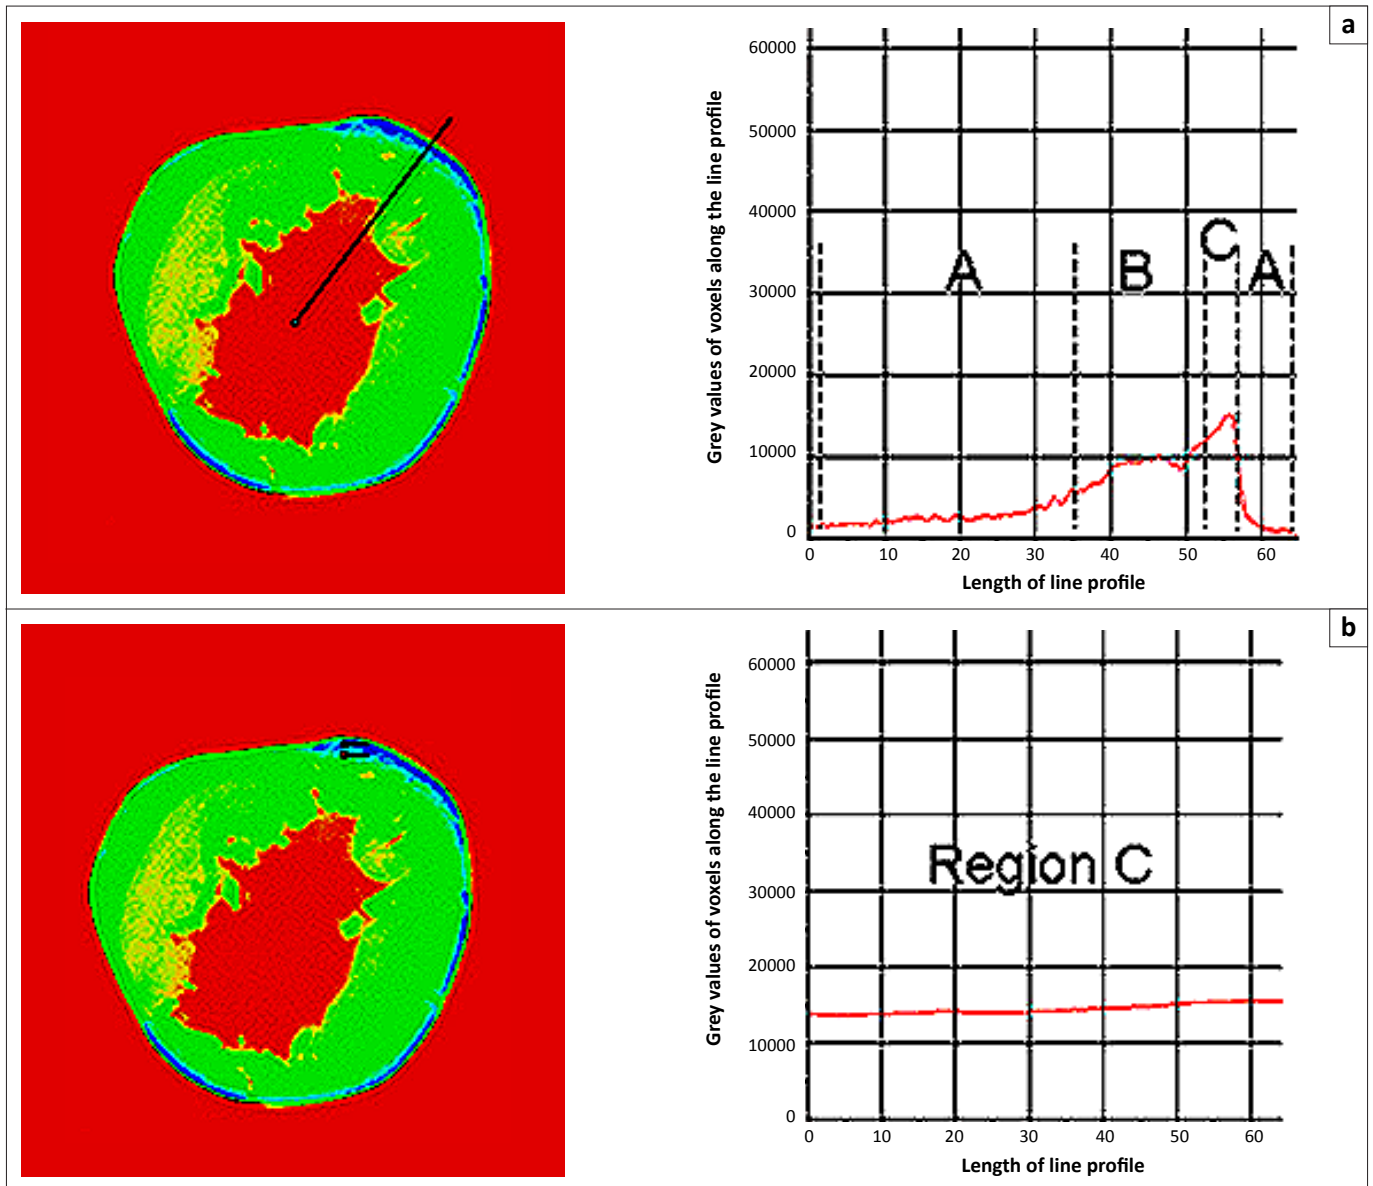 a
Grey values of voxels along the line profile
60000
50000
40000
30000
20000
10000
0
A B C A
0 10 20 30 40 50 60
Length of line profile
b
Grey values of voxels along the line profile
60000
50000
40000
30000
20000
10000
0
Region C
0 10 20 30 40 50 60
Length of line profile